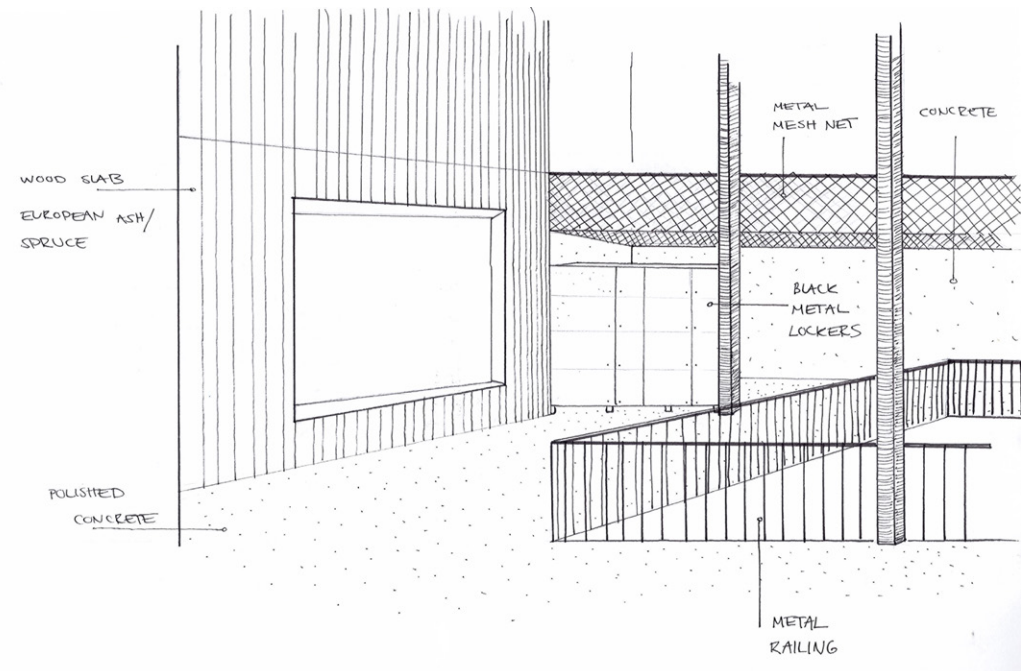 WOOD SLAB
EUROPEAN ASH/
SPRUCE
POLISHED
CONCRETE
METAL
MESH NET
CONCRETE
BLACK
METAL
LOCKERS
METAL
RAILING